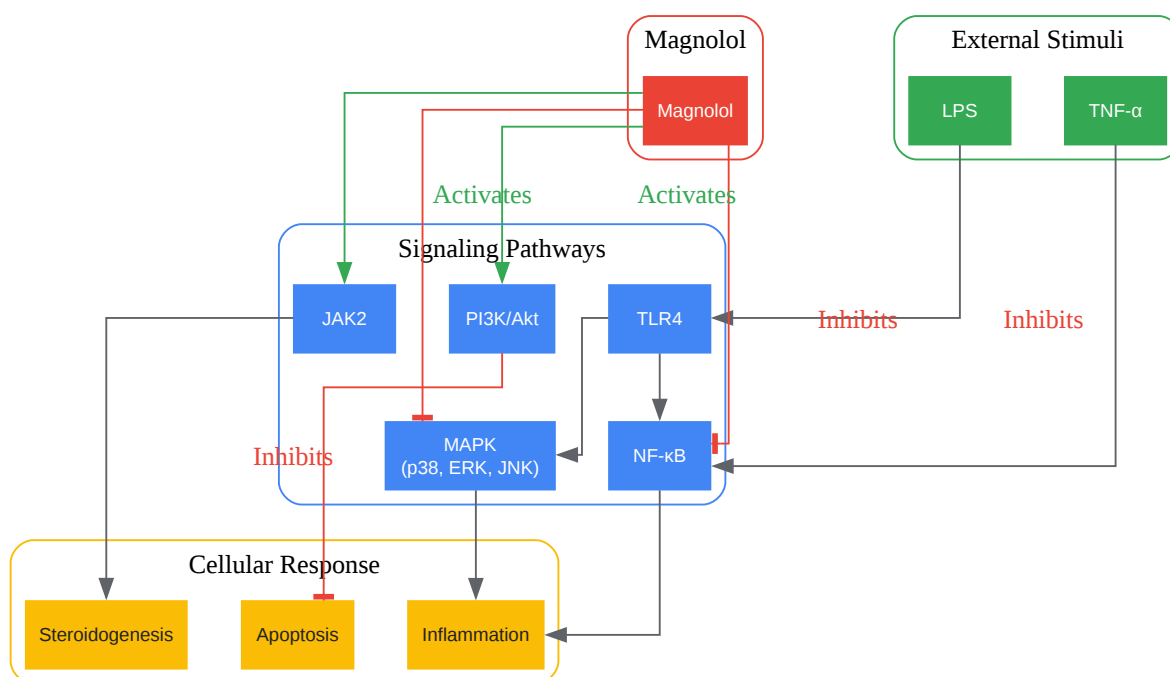 Magnolol
External Stimuli
Magnolol
LPS
TNF-α
Activates
Activates
Signaling Pathways
JAK2
PI3K/Akt
TLR4
Inhibits
Inhibits
MAPK
(p38, ERK, JNK)
NF-κB
Inhibits
Cellular Response
Steroidogenesis
Apoptosis
Inflammation